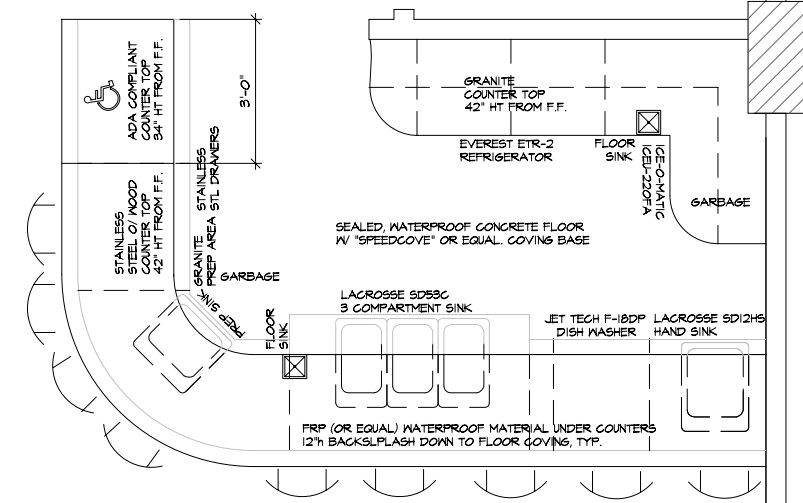 ADA COMPLIANT
COUNTER TOP
34" HT FROM F.F.
3'-0"
GRANITE
COUNTER TOP
42" HT FROM F.F.
EVEREST ETR-2
REFRIGERATOR
FLOOR
SINK
ICE-O-MATIC
ICEU-220FA
GARBAGE
STAINLESS
STEEL O/ WOOD
COUNTER TOP
42" HT FROM F.F.
GRANITE
PREP AREA
STAINLESS
STL DRAWERS
SEALED, WATERPROOF CONCRETE FLOOR
W/ "SPEEDCOVE" OR EQUAL. COVING BASE
GARBAGE
PREP SINK
FLOOR
SINK
LACROSSE SD53C
3 COMPARTMENT SINK
JET TECH F-18DP
DISH WASHER
LACROSSE SD12HS
HAND SINK
FRP (OR EQUAL) WATERPROOF MATERIAL UNDER COUNTERS
12"h BACKSLPLASH DOWN TO FLOOR COVING, TYP.